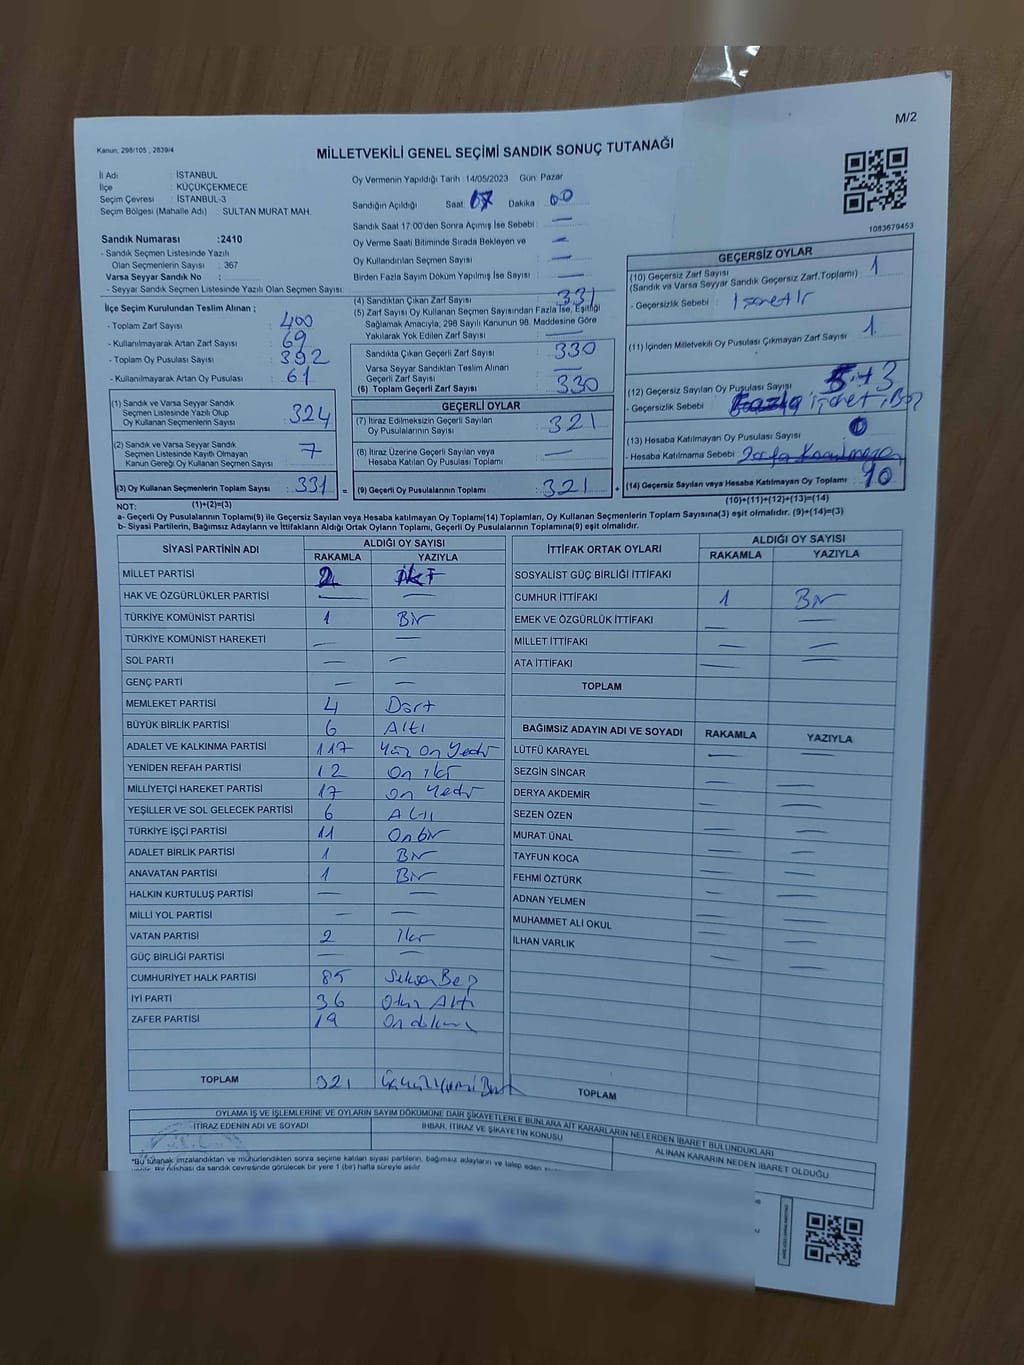 M/2
Kanun: 298/105 , 2839/4
MİLLETVEKİLİ GENEL SEÇİMİ SANDIK SONUÇ TUTANAĞI
İl Adı : İSTANBUL
İlçe : KÜÇÜKÇEKMECE
Seçim Çevresi : İSTANBUL-3
Seçim Bölgesi (Mahalle Adı) : SULTAN MURAT MAH.
Sandık Numarası :2410
- Sandık Seçmen Listesinde Yazılı
Olan Seçmenlerin Sayısı : 367
Varsa Seyyar Sandık No :
- Seyyar Sandık Seçmen Listesinde Yazılı Olan Seçmen Sayısı:
Oy Vermenin Yapıldığı Tarih :14/05/2023 Gün: Pazar
Sandığın Açıldığı Saat: Dakika : 00
Sandık Saat 17:00'den Sonra Açımış İse Sebebi : —
Oy Verme Saati Bitiminde Sırada Bekleyen ve
Oy Kullandırılan Seçmen Sayısı : —
Birden Fazla Sayım Döküm Yapılmış İse Sayısı : —
1083679453
İlçe Seçim Kurulundan Teslim Alınan ;
- Toplam Zarf Sayısı : 400
- Kullanılmayarak Artan Zarf Sayısı : 69
- Toplam Oy Pusulası Sayısı : 392
- Kullanılmayarak Artan Oy Pusulası : 61
(1) Sandık ve Varsa Seyyar Sandık
Seçmen Listesinde Yazılı Olup
Oy Kullanan Seçmenlerin Sayısı : 324
(2) Sandık ve Varsa Seyyar Sandık
Seçmen Listesinde Kayıtlı Olmayan
Kanun Gereği Oy Kullanan Seçmen Sayısı : 7
(3) Oy Kullanan Seçmenlerin Toplam Sayısı : 331
(1)+(2)=(3)
(4) Sandıktan Çıkan Zarf Sayısı : 331
(5) Zarf Sayısı Oy Kullanan Seçmen Sayısından Fazla İse, Eşitliği
Sağlamak Amacıyla, 298 Sayılı Kanunun 98. Maddesine Göre
Yakılarak Yok Edilen Zarf Sayısı : —
Sandıkta Çıkan Geçerli Zarf Sayısı : 330
Varsa Seyyar Sandıktan Teslim Alınan
Geçerli Zarf Sayısı :
(6) Toplam Geçerli Zarf Sayısı : 330
GEÇERLİ OYLAR
(7) İtiraz Edilmeksizin Geçerli Sayılan
Oy Pusulalarının Sayısı : 321
(8) İtiraz Üzerine Geçerli Sayılan veya
Hesaba Katılan Oy Pusulası Toplamı : —
= (9) Geçerli Oy Pusulalarının Toplamı : 321 +
GEÇERSİZ OYLAR
(10) Geçersiz Zarf Sayısı : 1
(Sandık ve Varsa Seyyar Sandık Geçersiz Zarf.Toplamı)
- Geçersizlik Sebebi :
(11) İçinden Milletvekili Oy Pusulası Çıkmayan Zarf Sayısı : 1
(12) Geçersiz Sayılan Oy Pusulası Sayısı :
- Geçersizlik Sebebi :
(13) Hesaba Katılmayan Oy Pusulası Sayısı : 0
- Hesaba Katılmama Sebebi :
(14) Geçersiz Sayılan veya Hesaba Katılmayan Oy Toplamı : 10
(10)+(11)+(12)+(13)=(14)
NOT:
a- Geçerli Oy Pusulalarının Toplamı(9) ile Geçersiz Sayılan veya Hesaba katılmayan Oy Toplamı(14) Toplamları, Oy Kullanan Seçmenlerin Toplam Sayısına(3) eşit olmalıdır. (9)+(14)=(3)
b- Siyasi Partilerin, Bağımsız Adayların ve İttifakların Aldığı Ortak Oyların Toplamı, Geçerli Oy Pusulalarının Toplamına(9) eşit olmalıdır.
SİYASİ PARTİNİN ADI ALDIĞI OY SAYISI
RAKAMLA YAZIYLA
MİLLET PARTİSİ 2 İki
HAK VE ÖZGÜRLÜKLER PARTİSİ — —
TÜRKİYE KOMÜNİST PARTİSİ 1 Bir
TÜRKİYE KOMÜNİST HAREKETİ — —
SOL PARTİ — —
GENÇ PARTİ — —
MEMLEKET PARTİSİ 4 Dört
BÜYÜK BİRLİK PARTİSİ 6 Altı
ADALET VE KALKINMA PARTİSİ 117 Yüz On Yedi
YENİDEN REFAH PARTİSİ 12 On iki
MİLLİYETÇİ HAREKET PARTİSİ 17 On Yedi
YEŞİLLER VE SOL GELECEK PARTİSİ 6 Altı
TÜRKİYE İŞÇİ PARTİSİ 11 Onbir
ADALET BİRLİK PARTİSİ 1 Bir
ANAVATAN PARTİSİ 1 Bir
HALKIN KURTULUŞ PARTİSİ — —
MİLLİ YOL PARTİSİ — —
VATAN PARTİSİ 2 İki
GÜÇ BİRLİĞİ PARTİSİ — —
CUMHURİYET HALK PARTİSİ 85 Seksen Beş
İYİ PARTİ 36 Otuz Altı
ZAFER PARTİSİ 19 On dokuz
TOPLAM 321
İTTİFAK ORTAK OYLARI ALDIĞI OY SAYISI
RAKAMLA YAZIYLA
SOSYALİST GÜÇ BİRLİĞİ İTTİFAKI
CUMHUR İTTİFAKI 1 Bir
EMEK VE ÖZGÜRLÜK İTTİFAKI — —
MİLLET İTTİFAKI — —
ATA İTTİFAKI — —
TOPLAM
BAĞIMSIZ ADAYIN ADI VE SOYADI RAKAMLA YAZIYLA
LÜTFÜ KARAYEL — —
SEZGİN SİNCAR — —
DERYA AKDEMİR — —
SEZEN ÖZEN — —
MURAT ÜNAL — —
TAYFUN KOCA — —
FEHMİ ÖZTÜRK — —
ADNAN YELMEN — —
MUHAMMET ALİ OKUL — —
İLHAN VARLIK — —
TOPLAM
OYLAMA İŞ VE İŞLEMLERİNE VE OYLARIN SAYIM DÖKÜMÜNE DAİR ŞİKAYETLERLE BUNLARA AİT KARARLARIN NELERDEN İBARET BULUNDUKLARI
İTİRAZ EDENİN ADI VE SOYADI İHBAR, İTİRAZ VE ŞİKAYETİN KONUSU ALINAN KARARIN NEDEN İBARET OLDUĞU
*Bu tutanak imzalandıktan ve mühürlendikten sonra seçime katılan siyasi partilerin, bağımsız adayların ve talep eden
da sandık çevresinde görülecek bir yere 1 (bir) hafta süreyle asılır.